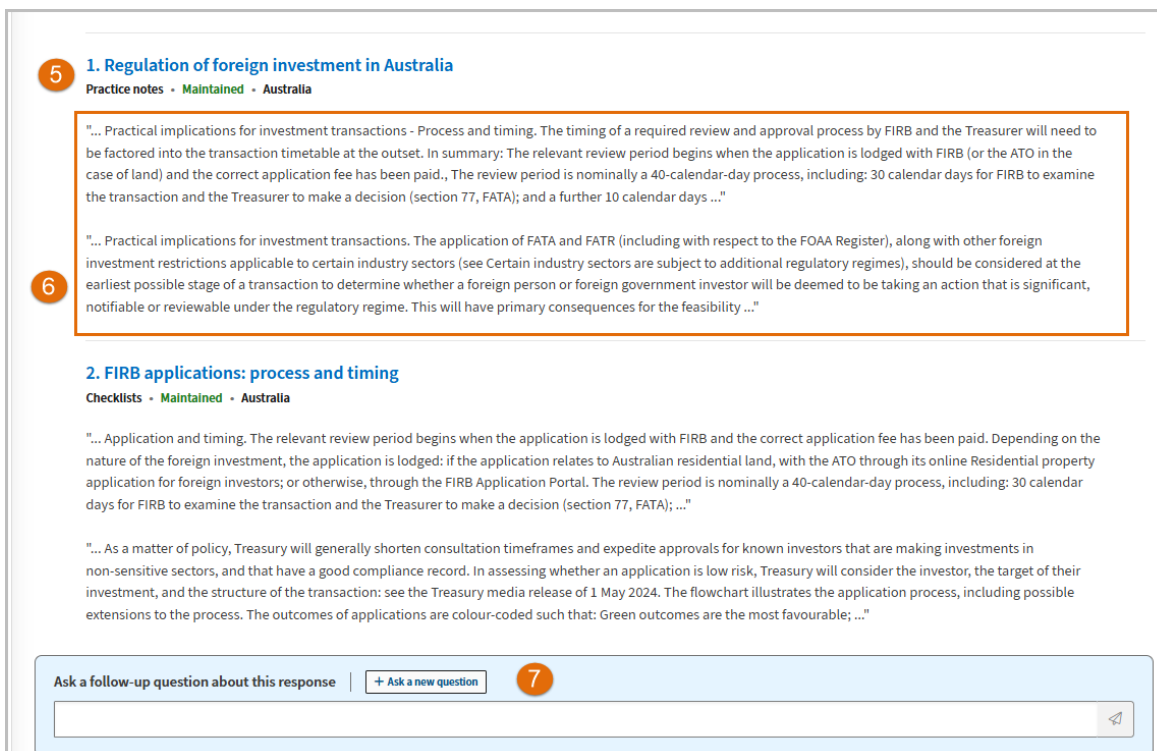 5
1. Regulation of foreign investment in Australia
Practice notes • Maintained • Australia
"... Practical implications for investment transactions - Process and timing. The timing of a required review and approval process by FIRB and the Treasurer will need to
be factored into the transaction timetable at the outset. In summary: The relevant review period begins when the application is lodged with FIRB (or the ATO in the
case of land) and the correct application fee has been paid., The review period is nominally a 40-calendar-day process, including: 30 calendar days for FIRB to examine
the transaction and the Treasurer to make a decision (section 77, FATA); and a further 10 calendar days ..."
"... Practical implications for investment transactions. The application of FATA and FATR (including with respect to the FOAA Register), along with other foreign
investment restrictions applicable to certain industry sectors (see Certain industry sectors are subject to additional regulatory regimes), should be considered at the
6
earliest possible stage of a transaction to determine whether a foreign person or foreign government investor will be deemed to be taking an action that is significant,
notifiable or reviewable under the regulatory regime. This will have primary consequences for the feasibility ..."
2. FIRB applications: process and timing
Checklists • Maintained • Australia
"... Application and timing. The relevant review period begins when the application is lodged with FIRB and the correct application fee has been paid. Depending on the
nature of the foreign investment, the application is lodged: if the application relates to Australian residential land, with the ATO through its online Residential property
application for foreign investors; or otherwise, through the FIRB Application Portal. The review period is nominally a 40-calendar-day process, including: 30 calendar
days for FIRB to examine the transaction and the Treasurer to make a decision (section 77, FATA); ..."
"... As a matter of policy, Treasury will generally shorten consultation timeframes and expedite approvals for known investors that are making investments in
non-sensitive sectors, and that have a good compliance record. In assessing whether an application is low risk, Treasury will consider the investor, the target of their
investment, and the structure of the transaction: see the Treasury media release of 1 May 2024. The flowchart illustrates the application process, including possible
extensions to the process. The outcomes of applications are colour-coded such that: Green outcomes are the most favourable; ..."
Ask a follow-up question about this response | + Ask a new question 7